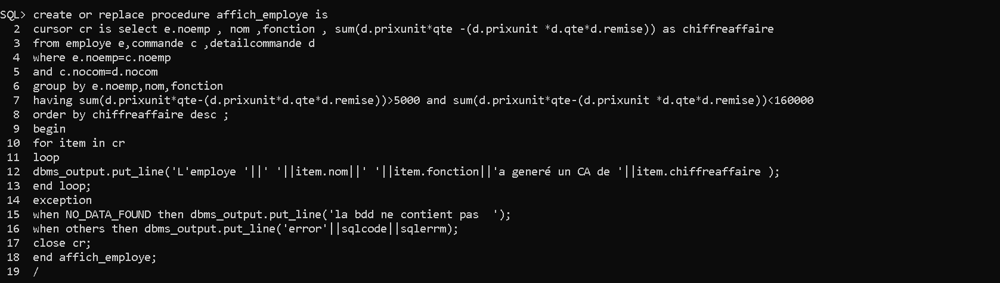 SQL> create or replace procedure affich_employe is
2 cursor cr is select e.noemp , nom ,fonction , sum(d.prixunit*qte -(d.prixunit *d.qte*d.remise)) as chiffreaffaire
3 from employe e,commande c ,detailcommande d
4 where e.noemp=c.noemp
5 and c.nocom=d.nocom
6 group by e.noemp,nom,fonction
7 having sum(d.prixunit*qte-(d.prixunit*d.qte*d.remise))>5000 and sum(d.prixunit*qte-(d.prixunit *d.qte*d.remise))<160000
8 order by chiffreaffaire desc ;
9 begin
10 for item in cr
11 loop
12 dbms_output.put_line('L'employe '||' '||item.nom||' '||item.fonction||'a generé un CA de '||item.chiffreaffaire );
13 end loop;
14 exception
15 when NO_DATA_FOUND then dbms_output.put_line('la bdd ne contient pas  ');
16 when others then dbms_output.put_line('error'||sqlcode||sqlerrm);
17 close cr;
18 end affich_employe;
19 /